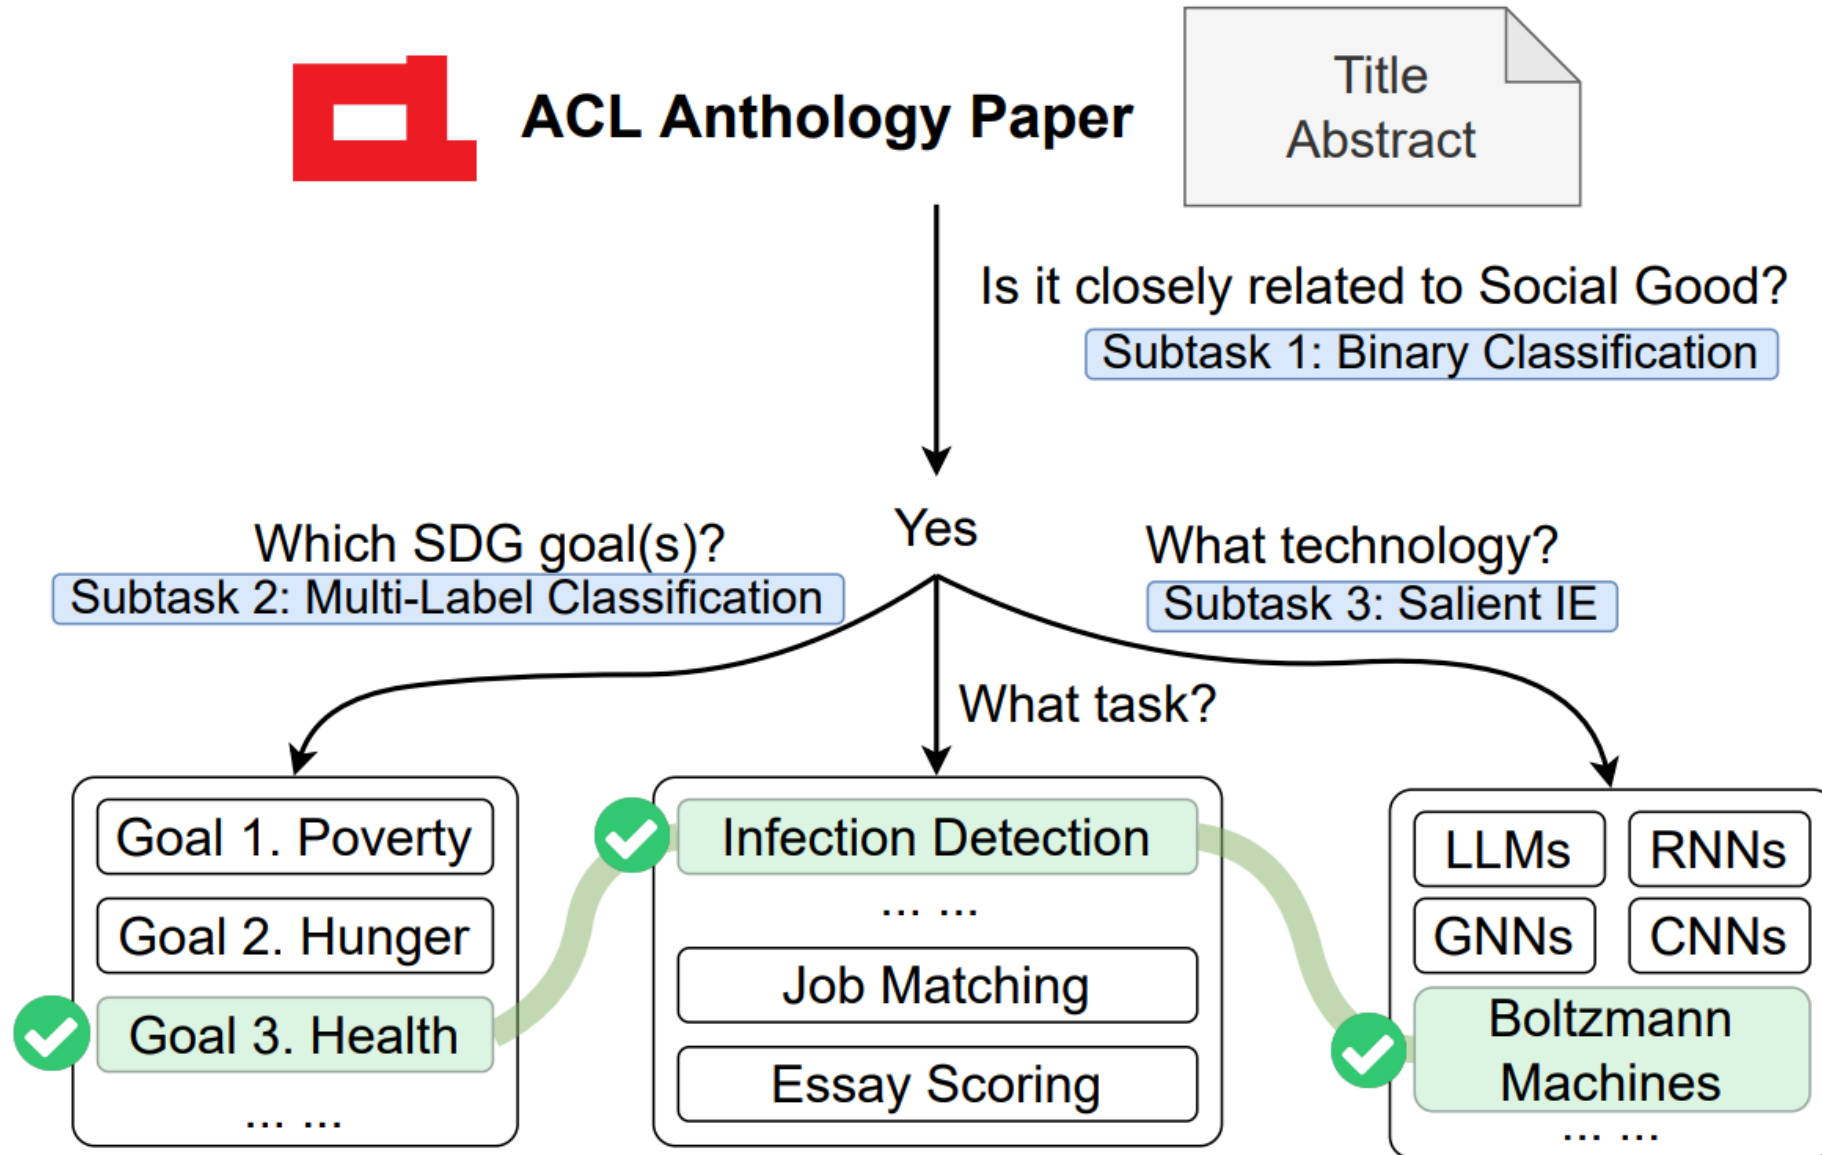 ACL Anthology Paper
Title
Abstract
Is it closely related to Social Good?
Subtask 1: Binary Classification
Yes
Which SDG goal(s)?
Subtask 2: Multi-Label Classification
What technology?
Subtask 3: Salient IE
What task?
Goal 1. Poverty
Goal 2. Hunger
Goal 3. Health
... ...
Infection Detection
... ...
Job Matching
Essay Scoring
LLMs
RNNs
GNNs
CNNs
Boltzmann
Machines
... ...